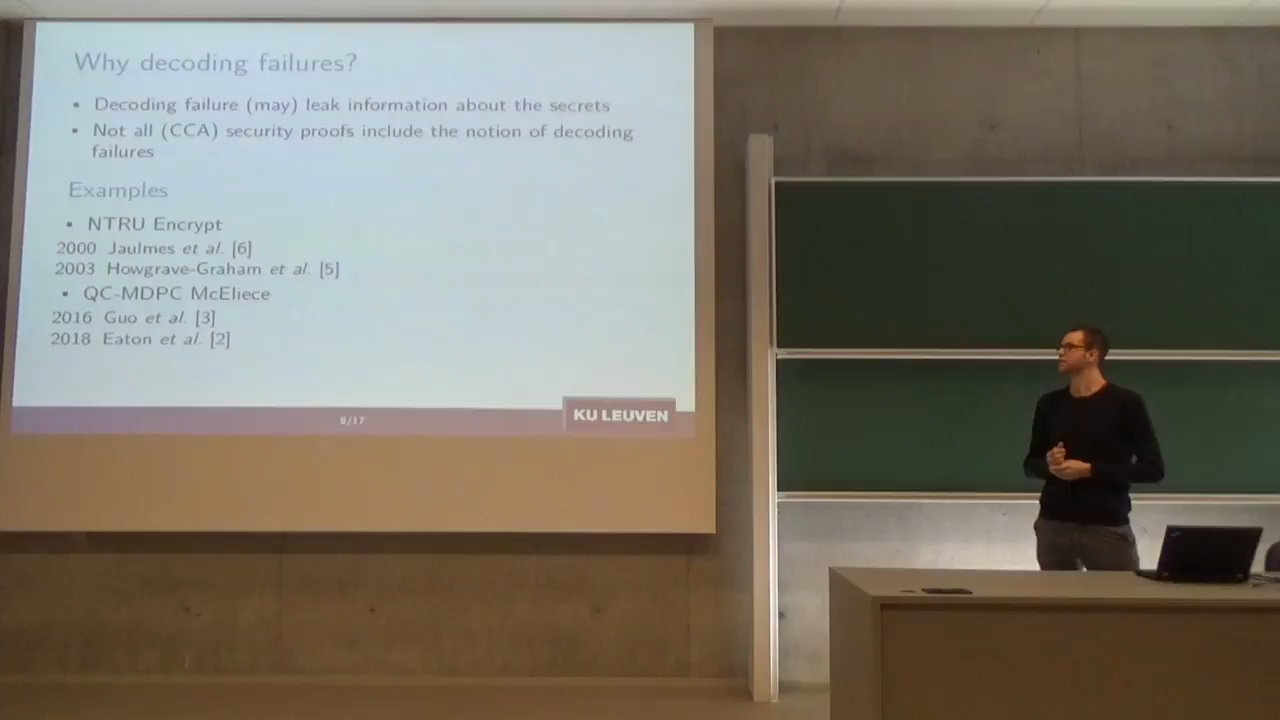 Why decoding failures?
▪ Decoding failure (may) leak information about the secrets
▪ Not all (CCA) security proofs include the notion of decoding
failures
Examples
▪ NTRU Encrypt
2000 Jaulmes et al. [6]
2003 Howgrave-Graham et al. [5]
▪ QC-MDPC McEliece
2016 Guo et al. [3]
2018 Eaton et al. [2]
8/17
KU LEUVEN